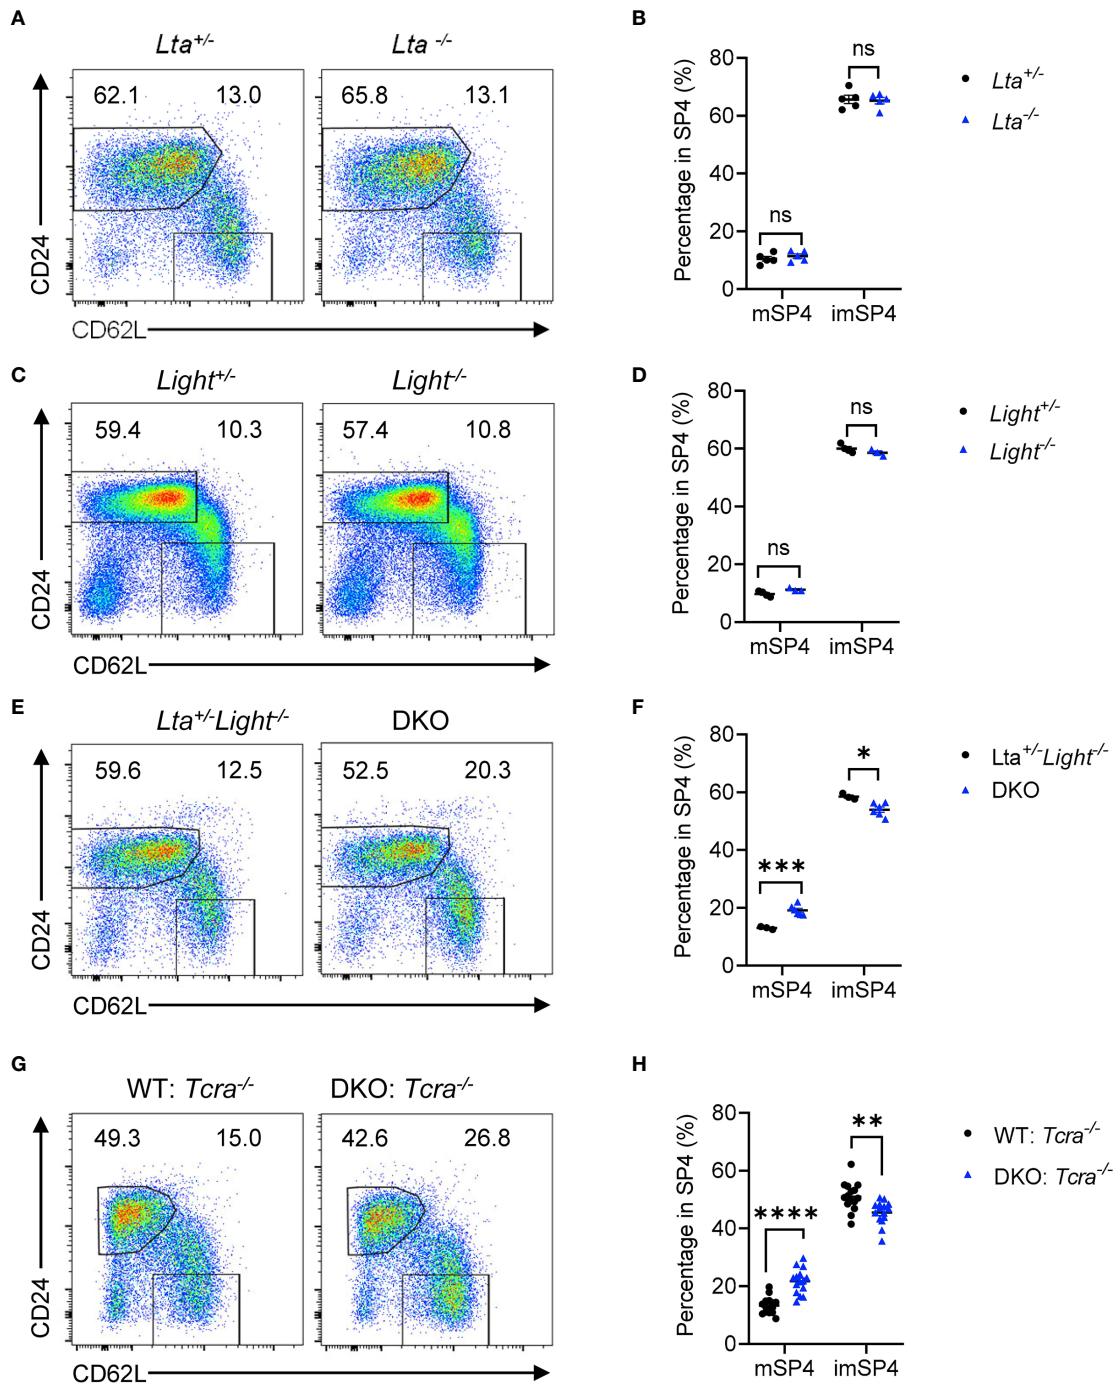 A
Lta+/-
Lta -/-
62.1
13.0
65.8
13.1
CD24
CD62L
B
Percentage in SP4 (%)
80
60
40
20
0
ns
ns
mSP4
imSP4
Lta+/-
Lta-/-
C
Light+/-
Light-/-
59.4
10.3
57.4
10.8
CD24
CD62L
D
Percentage in SP4 (%)
80
60
40
20
0
ns
ns
mSP4
imSP4
Light+/-
Light-/-
E
Lta+/-Light-/-
DKO
59.6
12.5
52.5
20.3
CD24
CD62L
F
Percentage in SP4 (%)
80
60
40
20
0
***
*
mSP4
imSP4
Lta+/-Light-/-
DKO
G
WT: Tcra-/-
DKO: Tcra-/-
49.3
15.0
42.6
26.8
CD24
CD62L
H
Percentage in SP4 (%)
80
60
40
20
0
****
**
mSP4
imSP4
WT: Tcra-/-
DKO: Tcra-/-